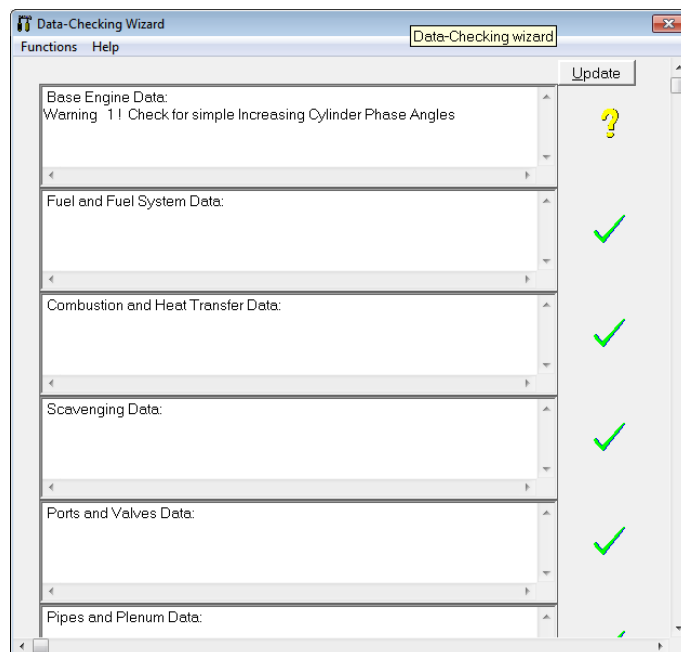 Data-Checking Wizard
Functions Help
Data-Checking wizard
Update
Base Engine Data:
Warning 1 ! Check for simple Increasing Cylinder Phase Angles
Fuel and Fuel System Data:
Combustion and Heat Transfer Data:
Scavenging Data:
Ports and Valves Data:
Pipes and Plenum Data: